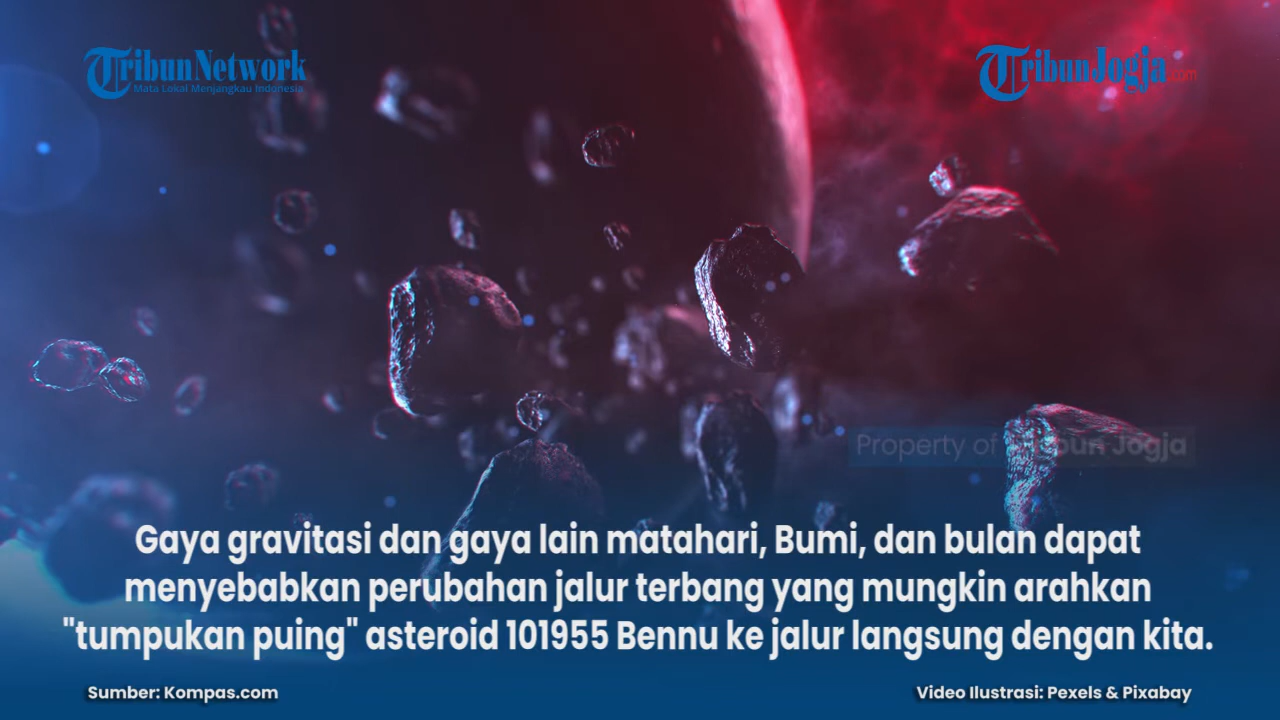 TribunNetwork
Mata Lokal Menjangkau Indonesia
TribunJogja.com
Property of Tribun Jogja
Gaya gravitasi dan gaya lain matahari, Bumi, dan bulan dapat
menyebabkan perubahan jalur terbang yang mungkin arahkan
"tumpukan puing" asteroid 101955 Bennu ke jalur langsung dengan kita.
Sumber: Kompas.com
Video Ilustrasi: Pexels & Pixabay